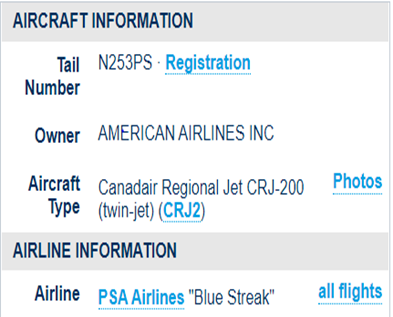 AIRCRAFT INFORMATION
Tail Number N253PS · Registration
Owner AMERICAN AIRLINES INC
Aircraft Type Canadair Regional Jet CRJ-200 (twin-jet) (CRJ2) Photos
AIRLINE INFORMATION
Airline PSA Airlines "Blue Streak" all flights